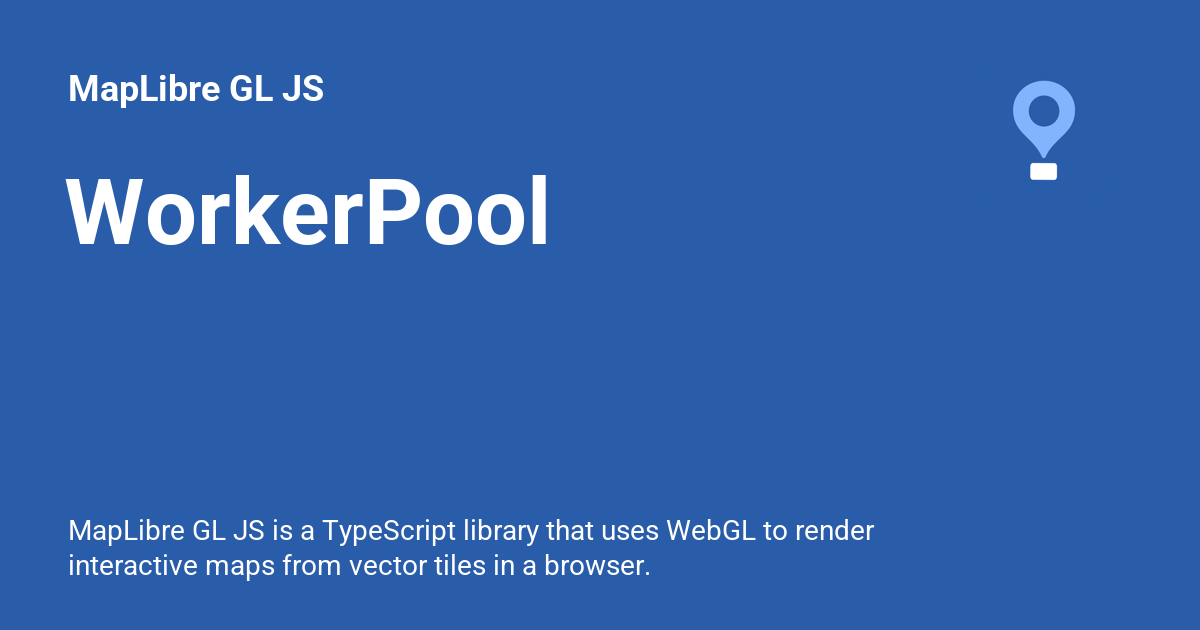 MapLibre GL JS
WorkerPool
MapLibre GL JS is a TypeScript library that uses WebGL to render
interactive maps from vector tiles in a browser.